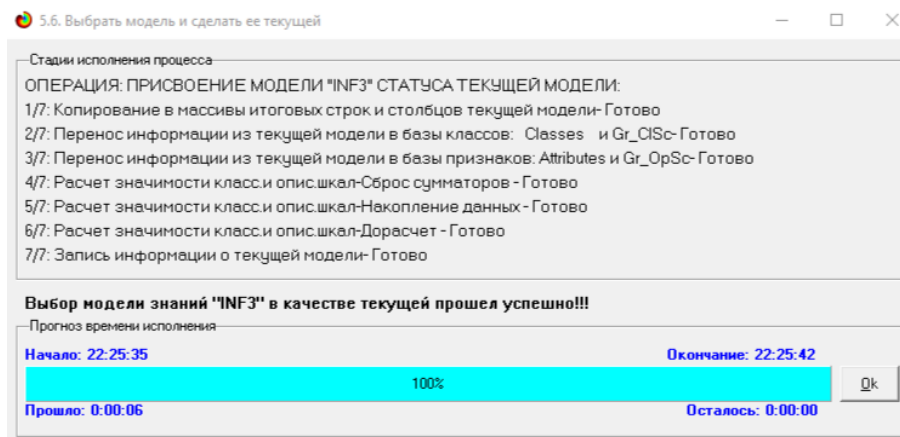 5.6. Выбрать модель и сделать ее текущей
Стадии исполнения процесса
ОПЕРАЦИЯ: ПРИСВОЕНИЕ МОДЕЛИ "INF3" СТАТУСА ТЕКУЩЕЙ МОДЕЛИ:
1/7: Копирование в массивы итоговых строк и столбцов текущей модели- Готово
2/7: Перенос информации из текущей модели в базы классов: Classes и Gr_ClSc- Готово
3/7: Перенос информации из текущей модели в базы признаков: Attributes и Gr_OpSc- Готово
4/7: Расчет значимости класс.и опис.шкал-Сброс сумматоров - Готово
5/7: Расчет значимости класс.и опис.шкал-Накопление данных - Готово
6/7: Расчет значимости класс.и опис.шкал-Дорасчет - Готово
7/7: Запись информации о текущей модели- Готово
Выбор модели знаний "INF3" в качестве текущей прошел успешно!!!
Прогноз времени исполнения
Начало: 22:25:35 Окончание: 22:25:42
100% Ok
Прошло: 0:00:06 Осталось: 0:00:00